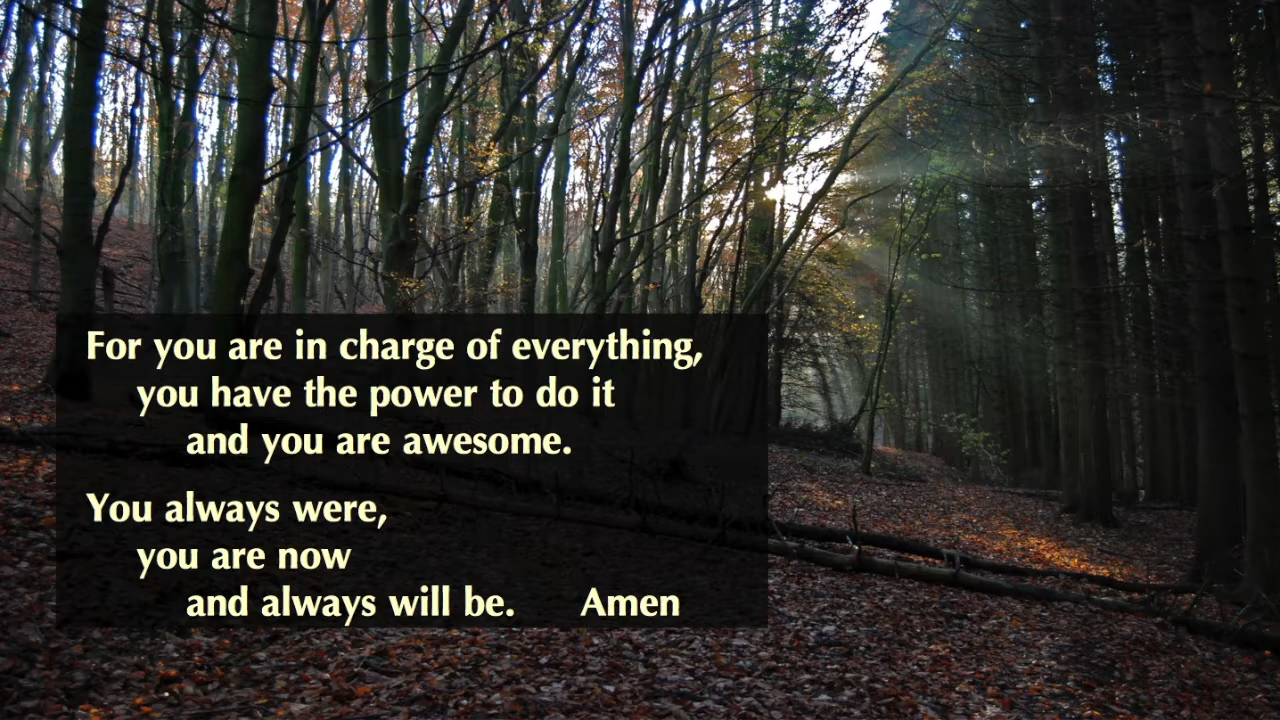 For you are in charge of everything,
you have the power to do it
and you are awesome.
You always were,
you are now
and always will be. Amen